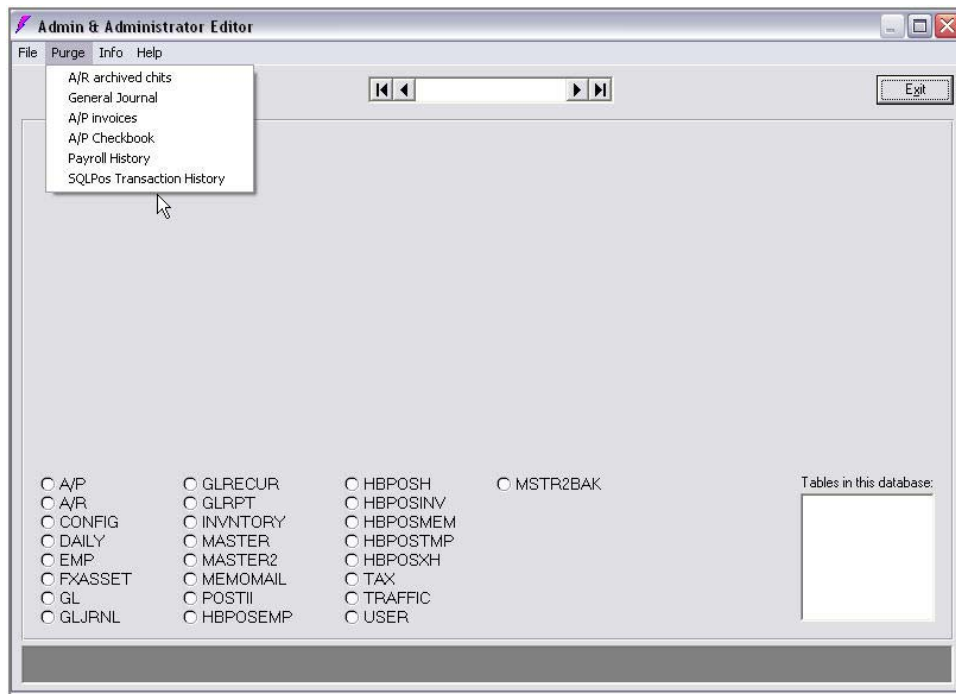 Admin & Administrator Editor
File Purge Info Help
A/R archived chits
General Journal
A/P invoices
A/P Checkbook
Payroll History
SQLPos Transaction History
Exit
A/P GLRECUR HBPOSH MSTR2BAK
A/R GLRPT HBPOSINV
CONFIG INVNTORY HBPOSMEM
DAILY MASTER HBPOSTMP
EMP MASTER2 HBPOSXH
FXASSET MEMOMAIL TAX
GL POSTII TRAFFIC
GLJRNL HBPOSEMP USER
Tables in this database: